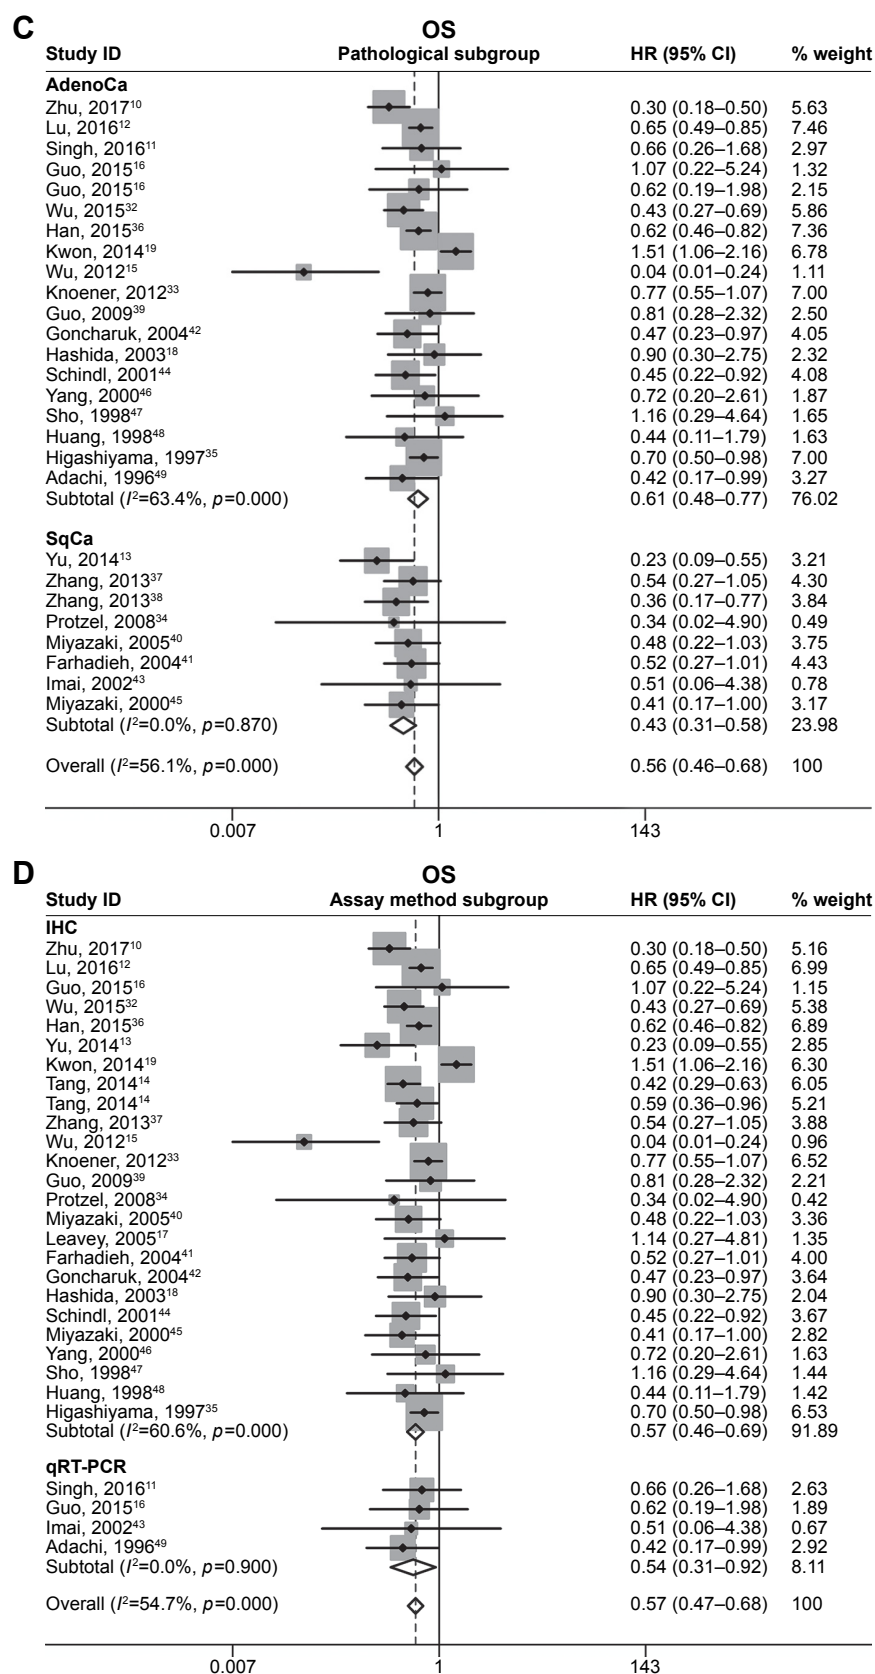 C
OS
Study ID Pathological subgroup HR (95% CI) % weight
AdenoCa
Zhu, 2017¹⁰ 0.30 (0.18–0.50) 5.63
Lu, 2016¹² 0.65 (0.49–0.85) 7.46
Singh, 2016¹¹ 0.66 (0.26–1.68) 2.97
Guo, 2015¹⁶ 1.07 (0.22–5.24) 1.32
Guo, 2015¹⁶ 0.62 (0.19–1.98) 2.15
Wu, 2015³² 0.43 (0.27–0.69) 5.86
Han, 2015³⁶ 0.62 (0.46–0.82) 7.36
Kwon, 2014¹⁹ 1.51 (1.06–2.16) 6.78
Wu, 2012¹⁵ 0.04 (0.01–0.24) 1.11
Knoener, 2012³³ 0.77 (0.55–1.07) 7.00
Guo, 2009³⁹ 0.81 (0.28–2.32) 2.50
Goncharuk, 2004⁴² 0.47 (0.23–0.97) 4.05
Hashida, 2003¹⁸ 0.90 (0.30–2.75) 2.32
Schindl, 2001⁴⁴ 0.45 (0.22–0.92) 4.08
Yang, 2000⁴⁶ 0.72 (0.20–2.61) 1.87
Sho, 1998⁴⁷ 1.16 (0.29–4.64) 1.65
Huang, 1998⁴⁸ 0.44 (0.11–1.79) 1.63
Higashiyama, 1997³⁵ 0.70 (0.50–0.98) 7.00
Adachi, 1996⁴⁹ 0.42 (0.17–0.99) 3.27
Subtotal (I²=63.4%, p=0.000) 0.61 (0.48–0.77) 76.02
SqCa
Yu, 2014¹³ 0.23 (0.09–0.55) 3.21
Zhang, 2013³⁷ 0.54 (0.27–1.05) 4.30
Zhang, 2013³⁸ 0.36 (0.17–0.77) 3.84
Protzel, 2008³⁴ 0.34 (0.02–4.90) 0.49
Miyazaki, 2005⁴⁰ 0.48 (0.22–1.03) 3.75
Farhadieh, 2004⁴¹ 0.52 (0.27–1.01) 4.43
Imai, 2002⁴³ 0.51 (0.06–4.38) 0.78
Miyazaki, 2000⁴⁵ 0.41 (0.17–1.00) 3.17
Subtotal (I²=0.0%, p=0.870) 0.43 (0.31–0.58) 23.98
Overall (I²=56.1%, p=0.000) 0.56 (0.46–0.68) 100
0.007 1 143
D
OS
Study ID Assay method subgroup HR (95% CI) % weight
IHC
Zhu, 2017¹⁰ 0.30 (0.18–0.50) 5.16
Lu, 2016¹² 0.65 (0.49–0.85) 6.99
Guo, 2015¹⁶ 1.07 (0.22–5.24) 1.15
Wu, 2015³² 0.43 (0.27–0.69) 5.38
Han, 2015³⁶ 0.62 (0.46–0.82) 6.89
Yu, 2014¹³ 0.23 (0.09–0.55) 2.85
Kwon, 2014¹⁹ 1.51 (1.06–2.16) 6.30
Tang, 2014¹⁴ 0.42 (0.29–0.63) 6.05
Tang, 2014¹⁴ 0.59 (0.36–0.96) 5.21
Zhang, 2013³⁷ 0.54 (0.27–1.05) 3.88
Wu, 2012¹⁵ 0.04 (0.01–0.24) 0.96
Knoener, 2012³³ 0.77 (0.55–1.07) 6.52
Guo, 2009³⁹ 0.81 (0.28–2.32) 2.21
Protzel, 2008³⁴ 0.34 (0.02–4.90) 0.42
Miyazaki, 2005⁴⁰ 0.48 (0.22–1.03) 3.36
Leavey, 2005¹⁷ 1.14 (0.27–4.81) 1.35
Farhadieh, 2004⁴¹ 0.52 (0.27–1.01) 4.00
Goncharuk, 2004⁴² 0.47 (0.23–0.97) 3.64
Hashida, 2003¹⁸ 0.90 (0.30–2.75) 2.04
Schindl, 2001⁴⁴ 0.45 (0.22–0.92) 3.67
Miyazaki, 2000⁴⁵ 0.41 (0.17–1.00) 2.82
Yang, 2000⁴⁶ 0.72 (0.20–2.61) 1.63
Sho, 1998⁴⁷ 1.16 (0.29–4.64) 1.44
Huang, 1998⁴⁸ 0.44 (0.11–1.79) 1.42
Higashiyama, 1997³⁵ 0.70 (0.50–0.98) 6.53
Subtotal (I²=60.6%, p=0.000) 0.57 (0.46–0.69) 91.89
qRT-PCR
Singh, 2016¹¹ 0.66 (0.26–1.68) 2.63
Guo, 2015¹⁶ 0.62 (0.19–1.98) 1.89
Imai, 2002⁴³ 0.51 (0.06–4.38) 0.67
Adachi, 1996⁴⁹ 0.42 (0.17–0.99) 2.92
Subtotal (I²=0.0%, p=0.900) 0.54 (0.31–0.92) 8.11
Overall (I²=54.7%, p=0.000) 0.57 (0.47–0.68) 100
0.007 1 143